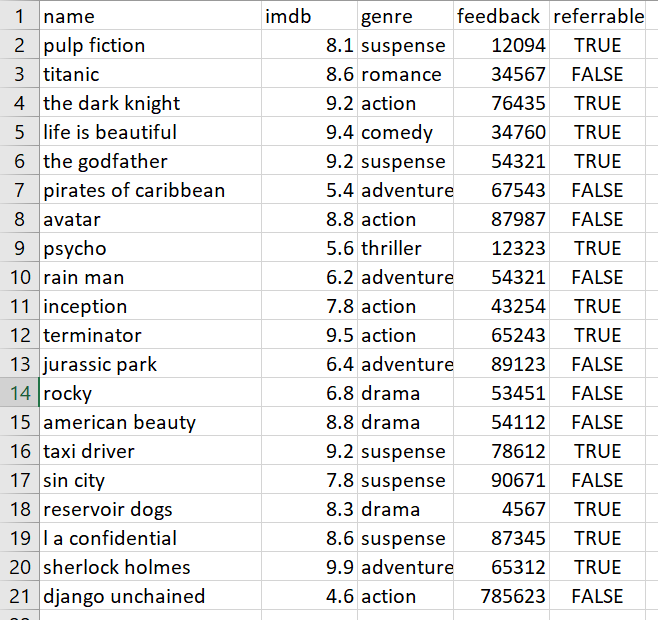 1 name imdb genre feedback referrable
2 pulp fiction 8.1 suspense 12094 TRUE
3 titanic 8.6 romance 34567 FALSE
4 the dark knight 9.2 action 76435 TRUE
5 life is beautiful 9.4 comedy 34760 TRUE
6 the godfather 9.2 suspense 54321 TRUE
7 pirates of caribbean 5.4 adventure 67543 FALSE
8 avatar 8.8 action 87987 FALSE
9 psycho 5.6 thriller 12323 TRUE
10 rain man 6.2 adventure 54321 FALSE
11 inception 7.8 action 43254 TRUE
12 terminator 9.5 action 65243 TRUE
13 jurassic park 6.4 adventure 89123 FALSE
14 rocky 6.8 drama 53451 FALSE
15 american beauty 8.8 drama 54112 FALSE
16 taxi driver 9.2 suspense 78612 TRUE
17 sin city 7.8 suspense 90671 FALSE
18 reservoir dogs 8.3 drama 4567 TRUE
19 l a confidential 8.6 suspense 87345 TRUE
20 sherlock holmes 9.9 adventure 65312 TRUE
21 django unchained 4.6 action 785623 FALSE